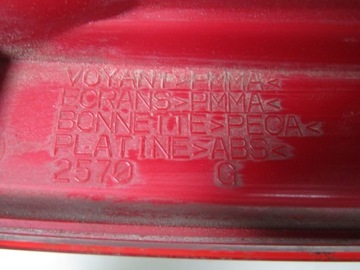 VOYANT>PMMA<
ECRANS>PMMA<
BONNETTE>PECA<
PLATINE>ABS<
2570 G